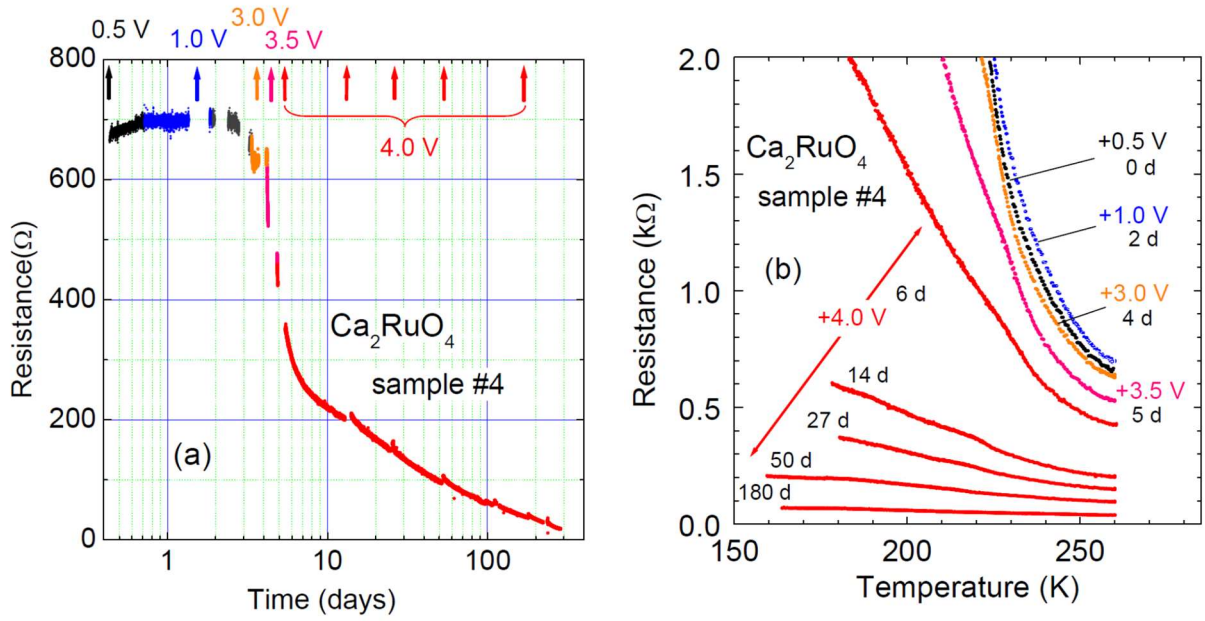 0.5 V
1.0 V
3.0 V
3.5 V
800
600
400
200
0
Resistance(Ω)
4.0 V
Ca₂RuO₄
sample #4
(a)
1
10
100
Time (days)
2.0
1.5
1.0
0.5
0.0
Resistance (kΩ)
Ca₂RuO₄
sample #4
(b)
+0.5 V
0 d
+1.0 V
2 d
+3.0 V
4 d
+3.5 V
5 d
+4.0 V
6 d
14 d
27 d
50 d
180 d
150
200
250
Temperature (K)